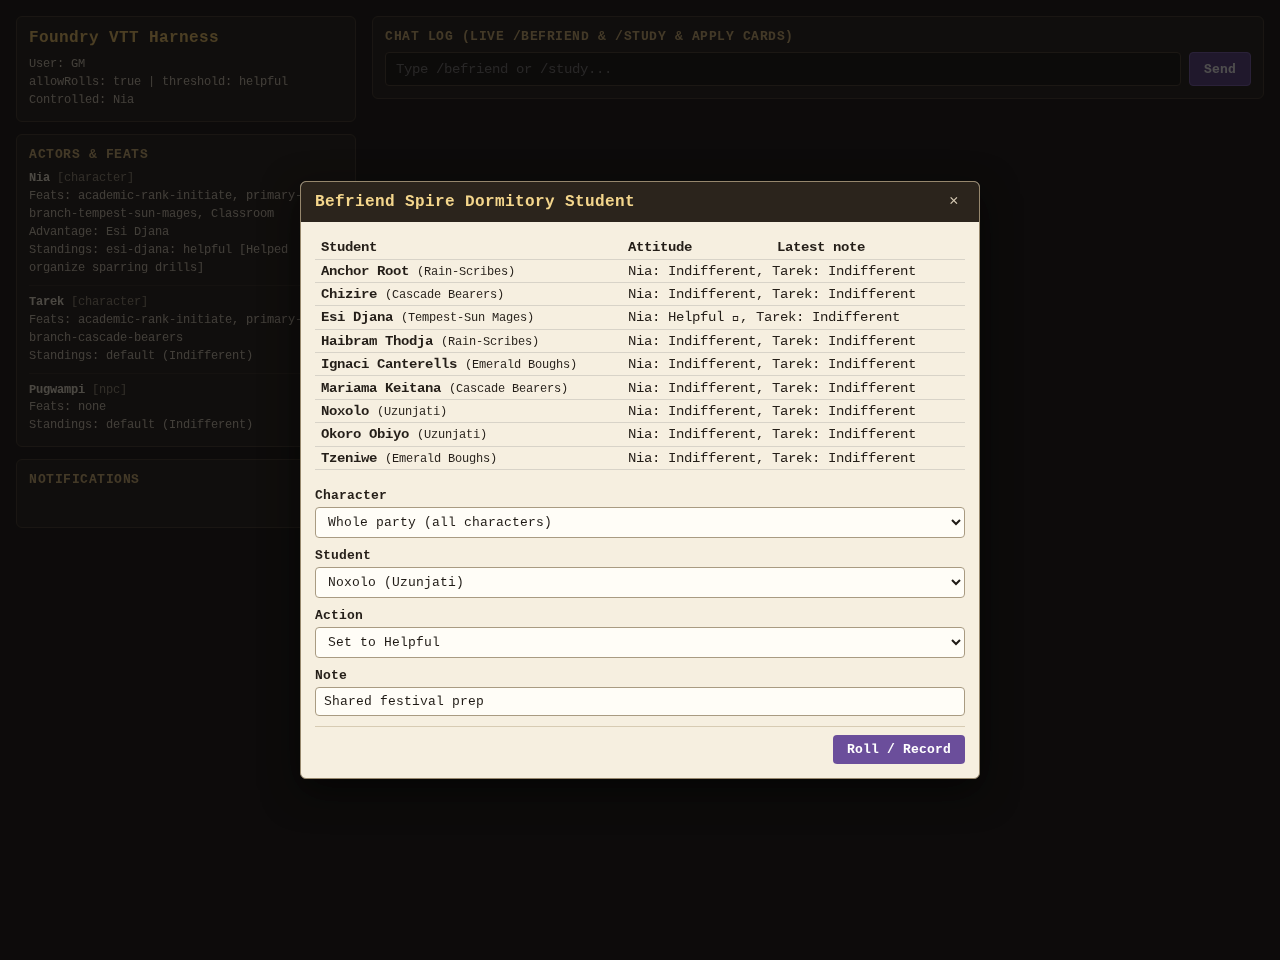 Foundry VTT Harness
User: GM
allowRolls: true | threshold: helpful
Controlled: Nia
ACTORS & FEATS
Nia [character]
Feats: academic-rank-initiate, primary-
branch-tempest-sun-mages, Classroom
Advantage: Esi Djana
Standings: esi-djana: helpful [Helped
organize sparring drills]
Tarek [character]
Feats: academic-rank-initiate, primary-
branch-cascade-bearers
Standings: default (Indifferent)
Pugwampi [npc]
Feats: none
Standings: default (Indifferent)
NOTIFICATIONS
CHAT LOG (LIVE /BEFRIEND & /STUDY & APPLY CARDS)
Type /befriend or /study...
Send
Befriend Spire Dormitory Student ×
Student Attitude Latest note
Anchor Root (Rain-Scribes) Nia: Indifferent, Tarek: Indifferent
Chizire (Cascade Bearers) Nia: Indifferent, Tarek: Indifferent
Esi Djana (Tempest-Sun Mages) Nia: Helpful , Tarek: Indifferent
Haibram Thodja (Rain-Scribes) Nia: Indifferent, Tarek: Indifferent
Ignaci Canterells (Emerald Boughs) Nia: Indifferent, Tarek: Indifferent
Mariama Keitana (Cascade Bearers) Nia: Indifferent, Tarek: Indifferent
Noxolo (Uzunjati) Nia: Indifferent, Tarek: Indifferent
Okoro Obiyo (Uzunjati) Nia: Indifferent, Tarek: Indifferent
Tzeniwe (Emerald Boughs) Nia: Indifferent, Tarek: Indifferent
Character
Whole party (all characters)
Student
Noxolo (Uzunjati)
Action
Set to Helpful
Note
Shared festival prep
Roll / Record